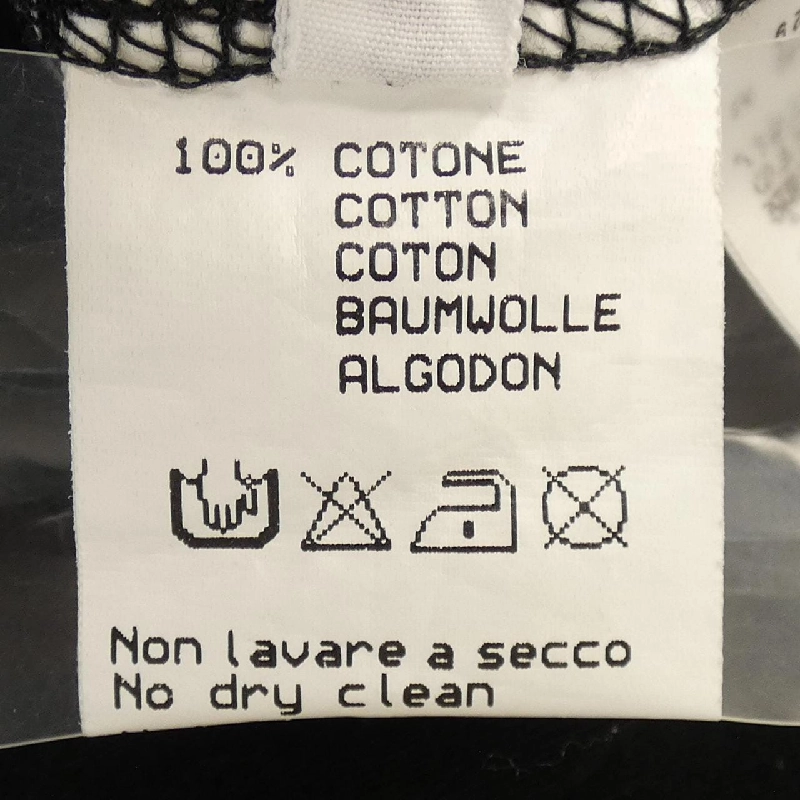 100% COTONE
COTTON
COTON
BAUMWOLLE
ALGODON
Non lavare a secco
No dry clean